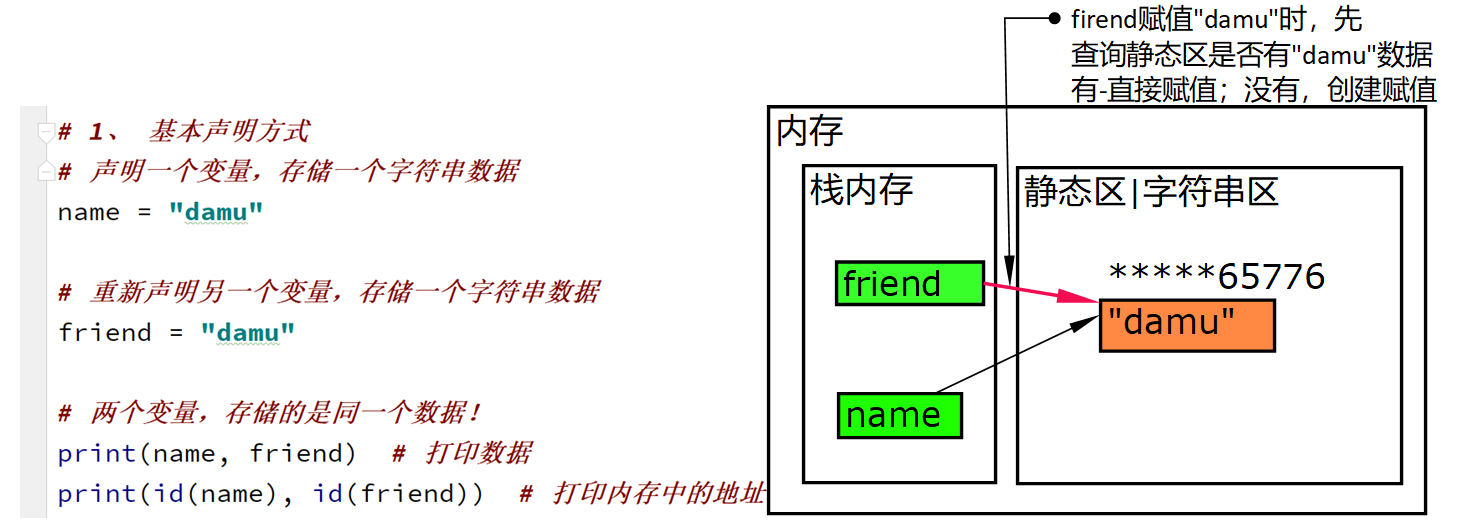 # 1、 基本声明方式
# 声明一个变量，存储一个字符串数据
name = "damu"
# 重新声明另一个变量，存储一个字符串数据
friend = "damu"
# 两个变量，存储的是同一个数据！
print(name, friend)  # 打印数据
print(id(name), id(friend))  # 打印内存中的地址
firend赋值"damu"时，先
查询静态区是否有"damu"数据
有-直接赋值；没有，创建赋值
内存
栈内存
friend
name
静态区|字符串区
*****65776
"damu"